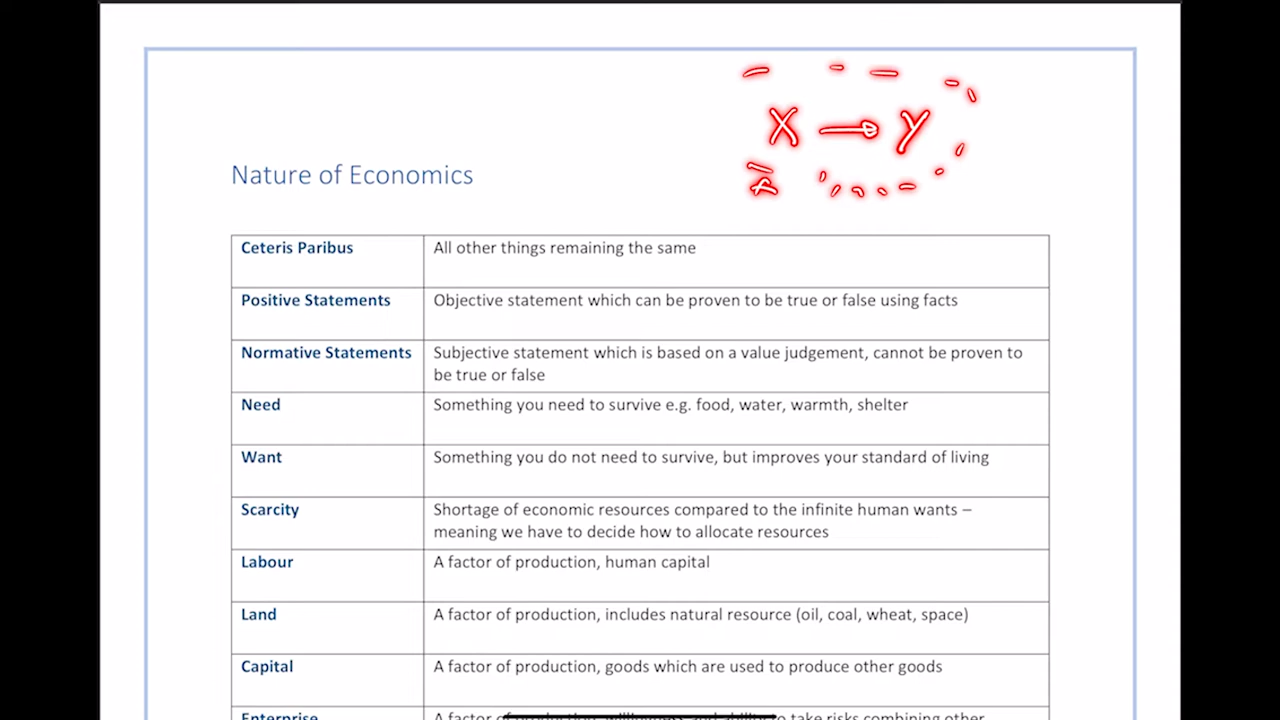 X → Y
Nature of Economics
Ceteris Paribus All other things remaining the same
Positive Statements Objective statement which can be proven to be true or false using facts
Normative Statements Subjective statement which is based on a value judgement, cannot be proven to
be true or false
Need Something you need to survive e.g. food, water, warmth, shelter
Want Something you do not need to survive, but improves your standard of living
Scarcity Shortage of economic resources compared to the infinite human wants –
meaning we have to decide how to allocate resources
Labour A factor of production, human capital
Land A factor of production, includes natural resource (oil, coal, wheat, space)
Capital A factor of production, goods which are used to produce other goods
Enterprise A factor take risks combining other